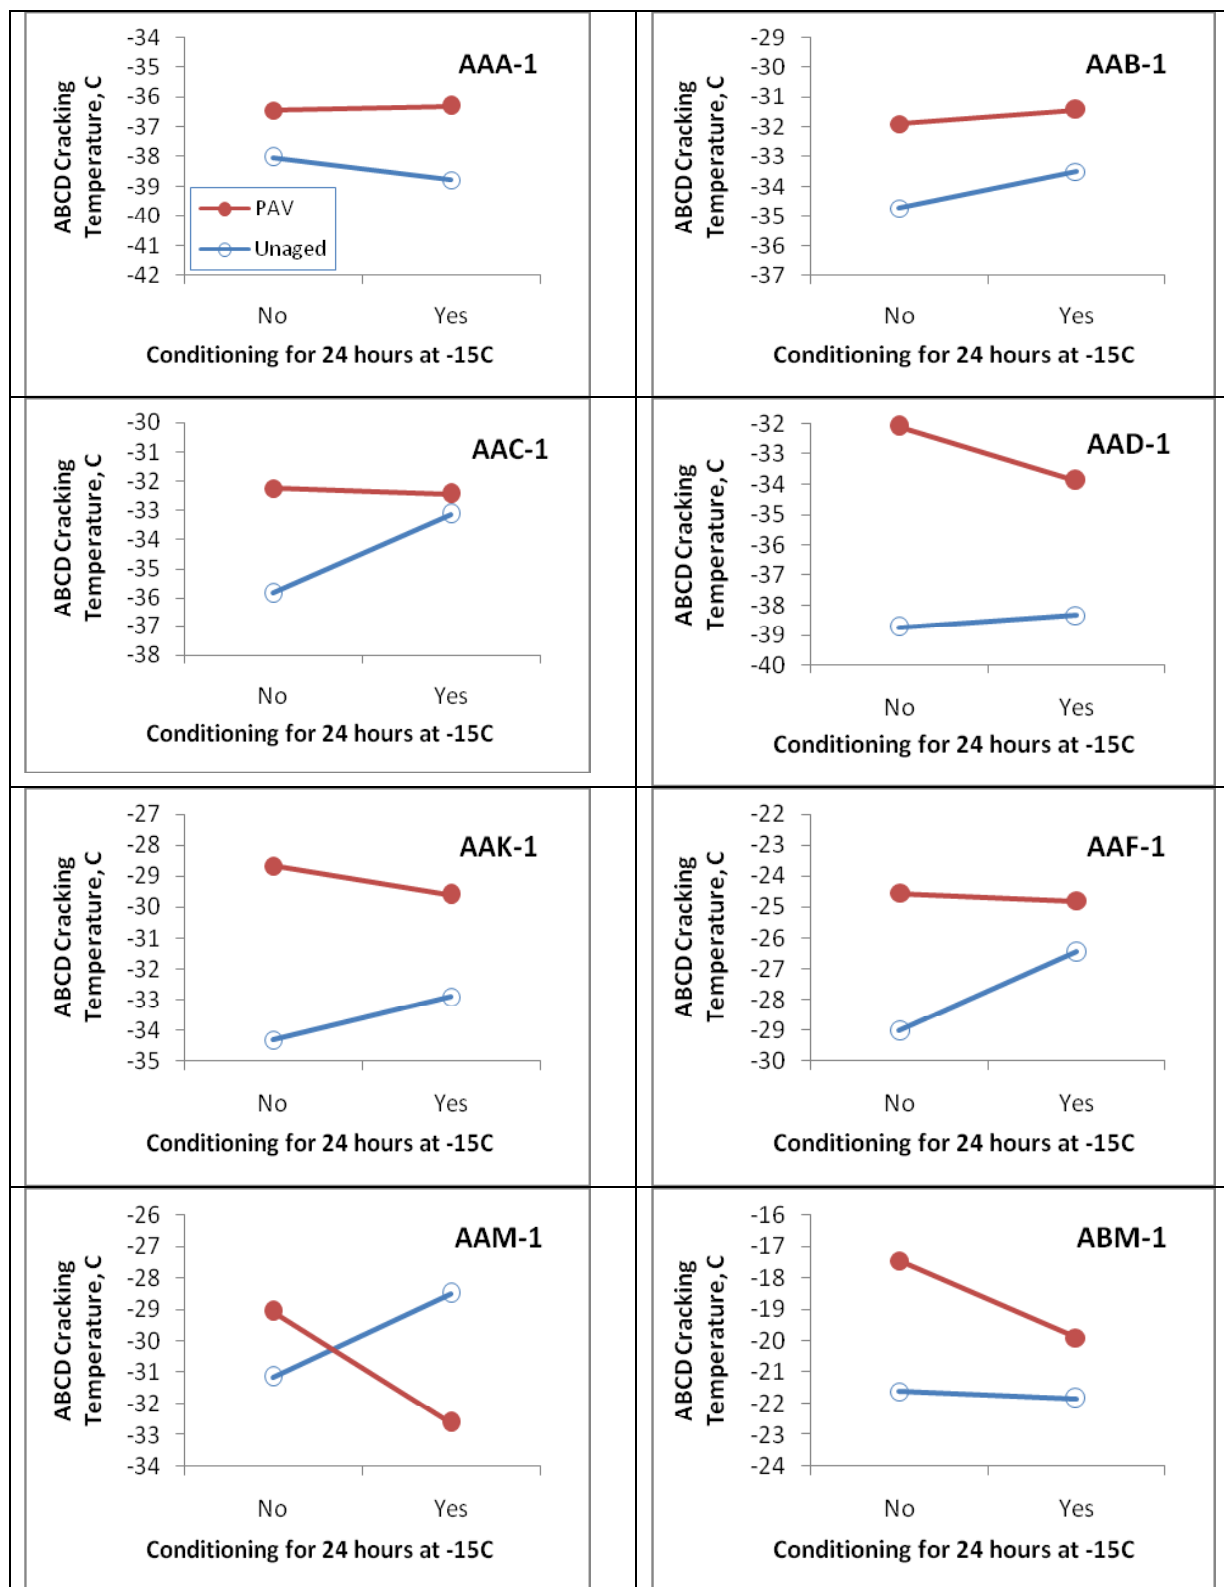 AAA-1
ABCD Cracking
Temperature, C
-34
-35
-36
-37
-38
-39
-40
-41
-42
PAV
Unaged
No Yes
Conditioning for 24 hours at -15C
AAB-1
ABCD Cracking
Temperature, C
-29
-30
-31
-32
-33
-34
-35
-36
-37
No Yes
Conditioning for 24 hours at -15C
AAC-1
ABCD Cracking
Temperature, C
-30
-31
-32
-33
-34
-35
-36
-37
-38
No Yes
Conditioning for 24 hours at -15C
AAD-1
ABCD Cracking
Temperature, C
-32
-33
-34
-35
-36
-37
-38
-39
-40
No Yes
Conditioning for 24 hours at -15C
AAK-1
ABCD Cracking
Temperature, C
-27
-28
-29
-30
-31
-32
-33
-34
-35
No Yes
Conditioning for 24 hours at -15C
AAF-1
ABCD Cracking
Temperature, C
-22
-23
-24
-25
-26
-27
-28
-29
-30
No Yes
Conditioning for 24 hours at -15C
AAM-1
ABCD Cracking
Temperature, C
-26
-27
-28
-29
-30
-31
-32
-33
-34
No Yes
Conditioning for 24 hours at -15C
ABM-1
ABCD Cracking
Temperature, C
-16
-17
-18
-19
-20
-21
-22
-23
-24
No Yes
Conditioning for 24 hours at -15C